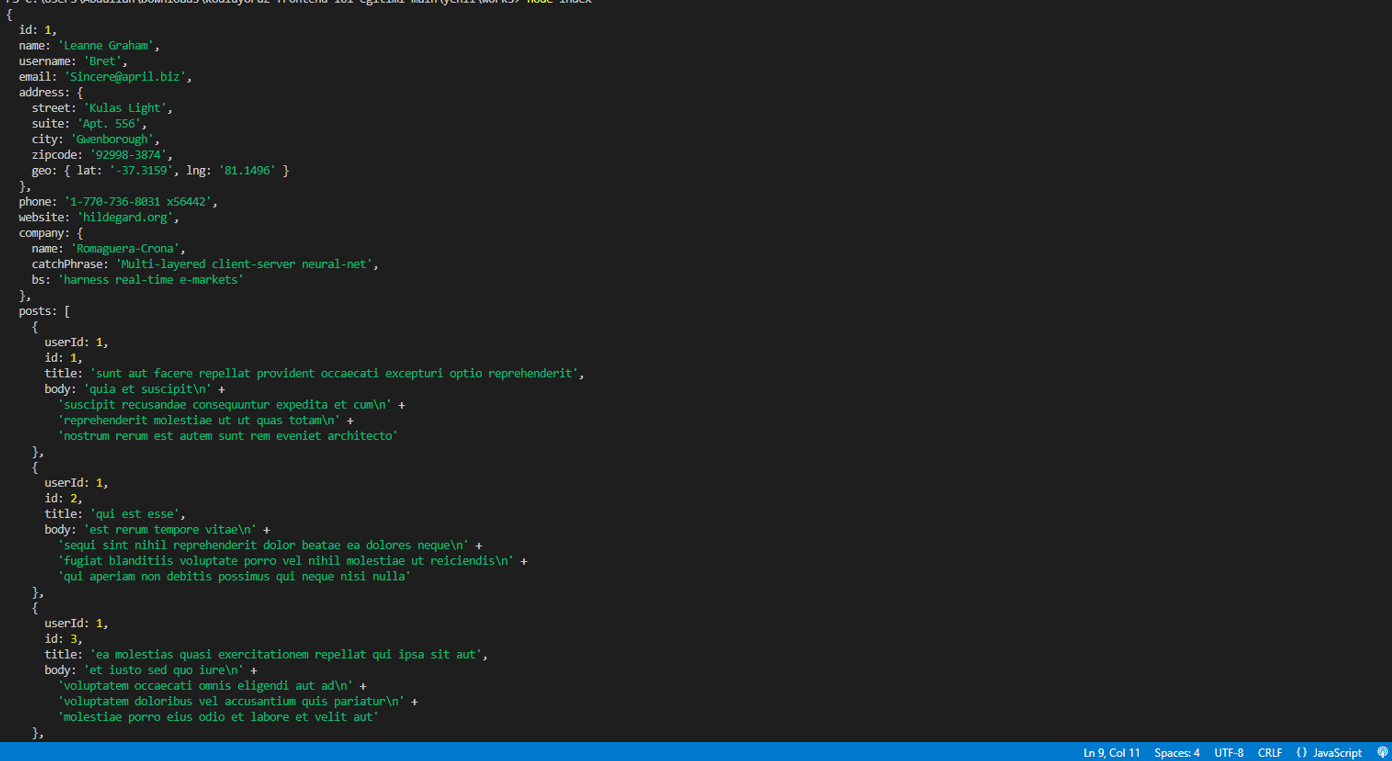 PS C:\Users\Abdullah\Downloads\kodluyoruz-frontend-101-egitimi-main\yeni1\works> node index
{
  id: 1,
  name: 'Leanne Graham',
  username: 'Bret',
  email: 'Sincere@april.biz',
  address: {
    street: 'Kulas Light',
    suite: 'Apt. 556',
    city: 'Gwenborough',
    zipcode: '92998-3874',
    geo: { lat: '-37.3159', lng: '81.1496' }
  },
  phone: '1-770-736-8031 x56442',
  website: 'hildegard.org',
  company: {
    name: 'Romaguera-Crona',
    catchPhrase: 'Multi-layered client-server neural-net',
    bs: 'harness real-time e-markets'
  },
  posts: [
    {
      userId: 1,
      id: 1,
      title: 'sunt aut facere repellat provident occaecati excepturi optio reprehenderit',
      body: 'quia et suscipit\n' +
        'suscipit recusandae consequuntur expedita et cum\n' +
        'reprehenderit molestiae ut ut quas totam\n' +
        'nostrum rerum est autem sunt rem eveniet architecto'
    },
    {
      userId: 1,
      id: 2,
      title: 'qui est esse',
      body: 'est rerum tempore vitae\n' +
        'sequi sint nihil reprehenderit dolor beatae ea dolores neque\n' +
        'fugiat blanditiis voluptate porro vel nihil molestiae ut reiciendis\n' +
        'qui aperiam non debitis possimus qui neque nisi nulla'
    },
    {
      userId: 1,
      id: 3,
      title: 'ea molestias quasi exercitationem repellat qui ipsa sit aut',
      body: 'et iusto sed quo iure\n' +
        'voluptatem occaecati omnis eligendi aut ad\n' +
        'voluptatem doloribus vel accusantium quis pariatur\n' +
        'molestiae porro eius odio et labore et velit aut'
    },
Ln 9, Col 11 Spaces: 4 UTF-8 CRLF {} JavaScript